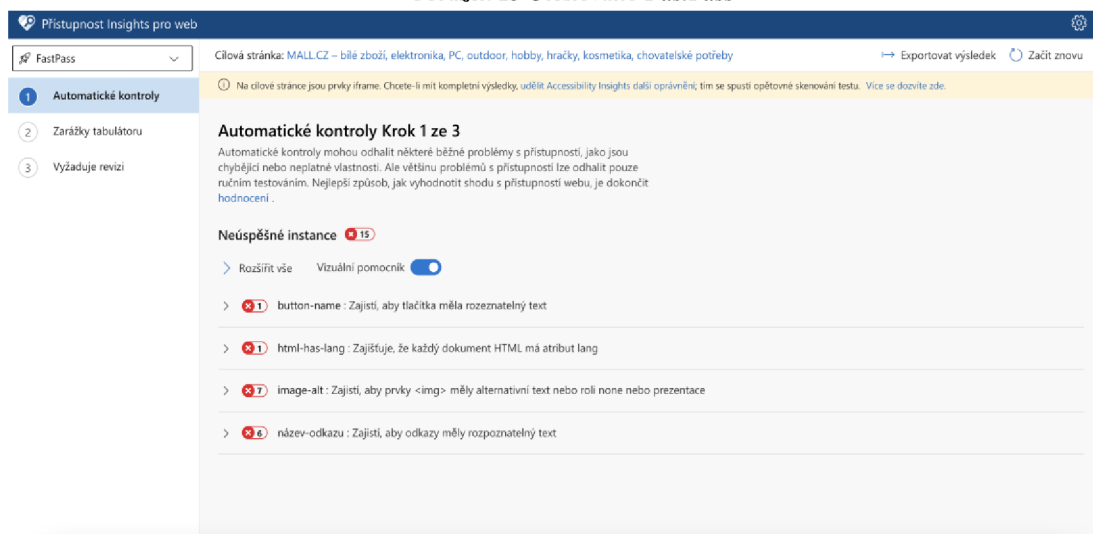 Přístupnost Insights pro web
FastPass
Cílová stránka: MALL.CZ – bílé zboží, elektronika, PC, outdoor, hobby, hračky, kosmetika, chovatelské potřeby
Exportovat výsledek
Začít znovu
Na cílové stránce jsou prvky iframe. Chcete-li mít kompletní výsledky, udělit Accessibility Insights další oprávnění; tím se spustí opětovné skenování testu. Více se dozvíte zde.
1 Automatické kontroly
2 Zarážky tabulátoru
3 Vyžaduje revizi
Automatické kontroly Krok 1 ze 3
Automatické kontroly mohou odhalit některé běžné problémy s přístupností, jako jsou
chybějící nebo neplatné vlastnosti. Ale většinu problémů s přístupností lze odhalit pouze
ručním testováním. Nejlepší způsob, jak vyhodnotit shodu s přístupností webu, je dokončit
hodnocení .
Neúspěšné instance 15
Rozšířit vše
Vizuální pomocník
1 button-name : Zajistí, aby tlačítka měla rozeznatelný text
1 html-has-lang : Zajišťuje, že každý dokument HTML má atribut lang
7 image-alt : Zajistí, aby prvky <img> měly alternativní text nebo roli none nebo prezentace
6 název-odkazu : Zajistí, aby odkazy měly rozpoznatelný text